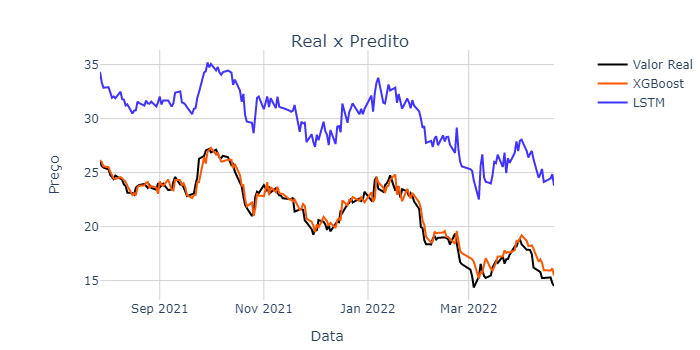 Real x Predito
Valor Real
XGBoost
LSTM
Preço
35
30
25
20
15
Sep 2021
Nov 2021
Jan 2022
Mar 2022
Data